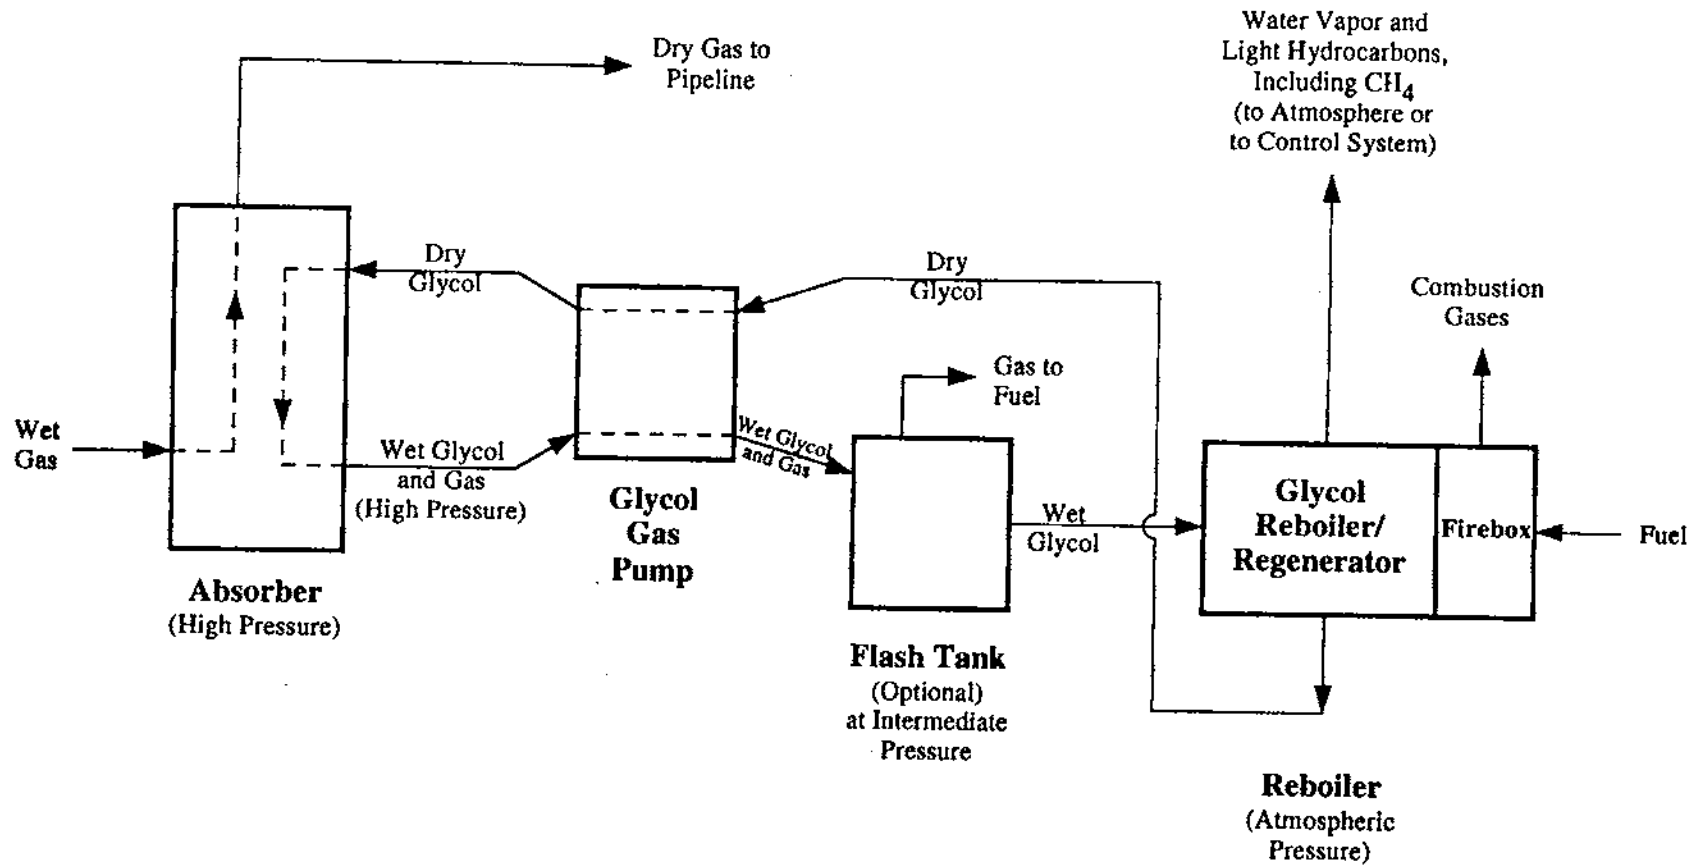 Water Vapor and
Light Hydrocarbons,
Including CH4
(to Atmosphere or
to Control System)
Dry Gas to
Pipeline
Dry
Glycol
Dry
Glycol
Combustion
Gases
Gas to
Fuel
Wet
Gas
Wet Glycol
and Gas
(High Pressure)
Wet Glycol
and Gas
Glycol
Gas
Pump
Wet
Glycol
Glycol
Reboiler/
Regenerator
Firebox
Fuel
Absorber
(High Pressure)
Flash Tank
(Optional)
at Intermediate
Pressure
Reboiler
(Atmospheric
Pressure)